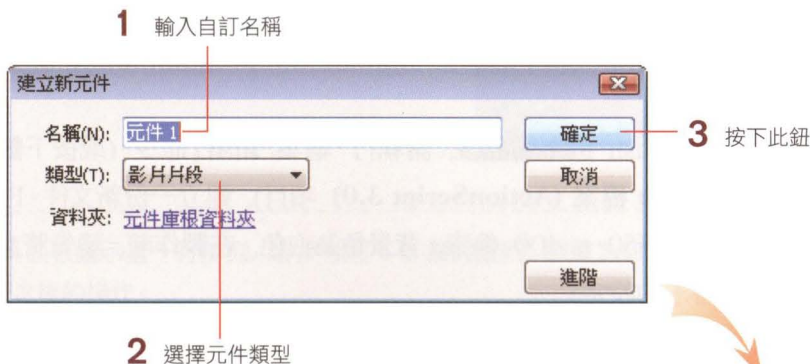 1 輸入自訂名稱
建立新元件
名稱(N): 元件 1
確定
3 按下此鈕
類型(T): 影片片段
取消
資料夾: 元件庫根資料夾
進階
2 選擇元件類型